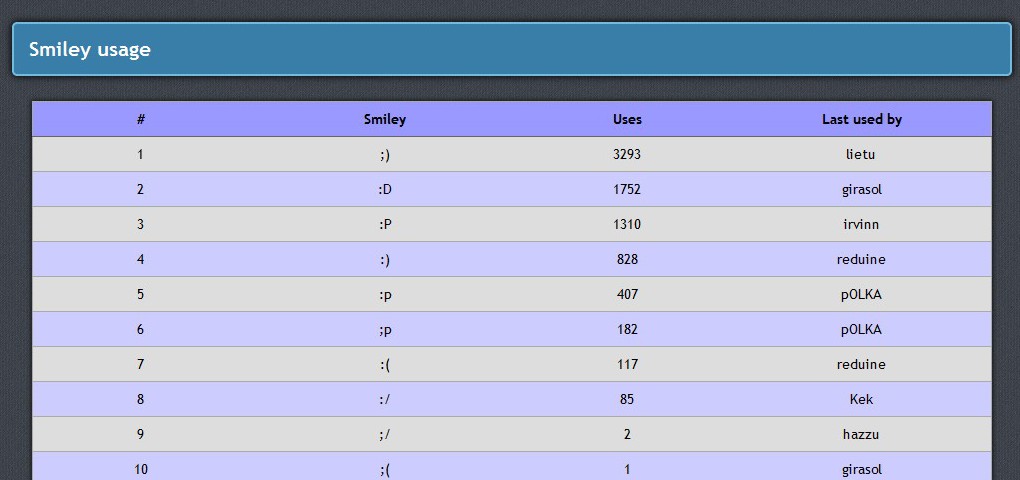 Smiley usage
# Smiley Uses Last used by
1 ;) 3293 lietu
2 :D 1752 girasol
3 :P 1310 irvinn
4 :) 828 reduine
5 :p 407 pOLKA
6 ;p 182 pOLKA
7 :( 117 reduine
8 :/ 85 Kek
9 ;/ 2 hazzu
10 ;( 1 girasol